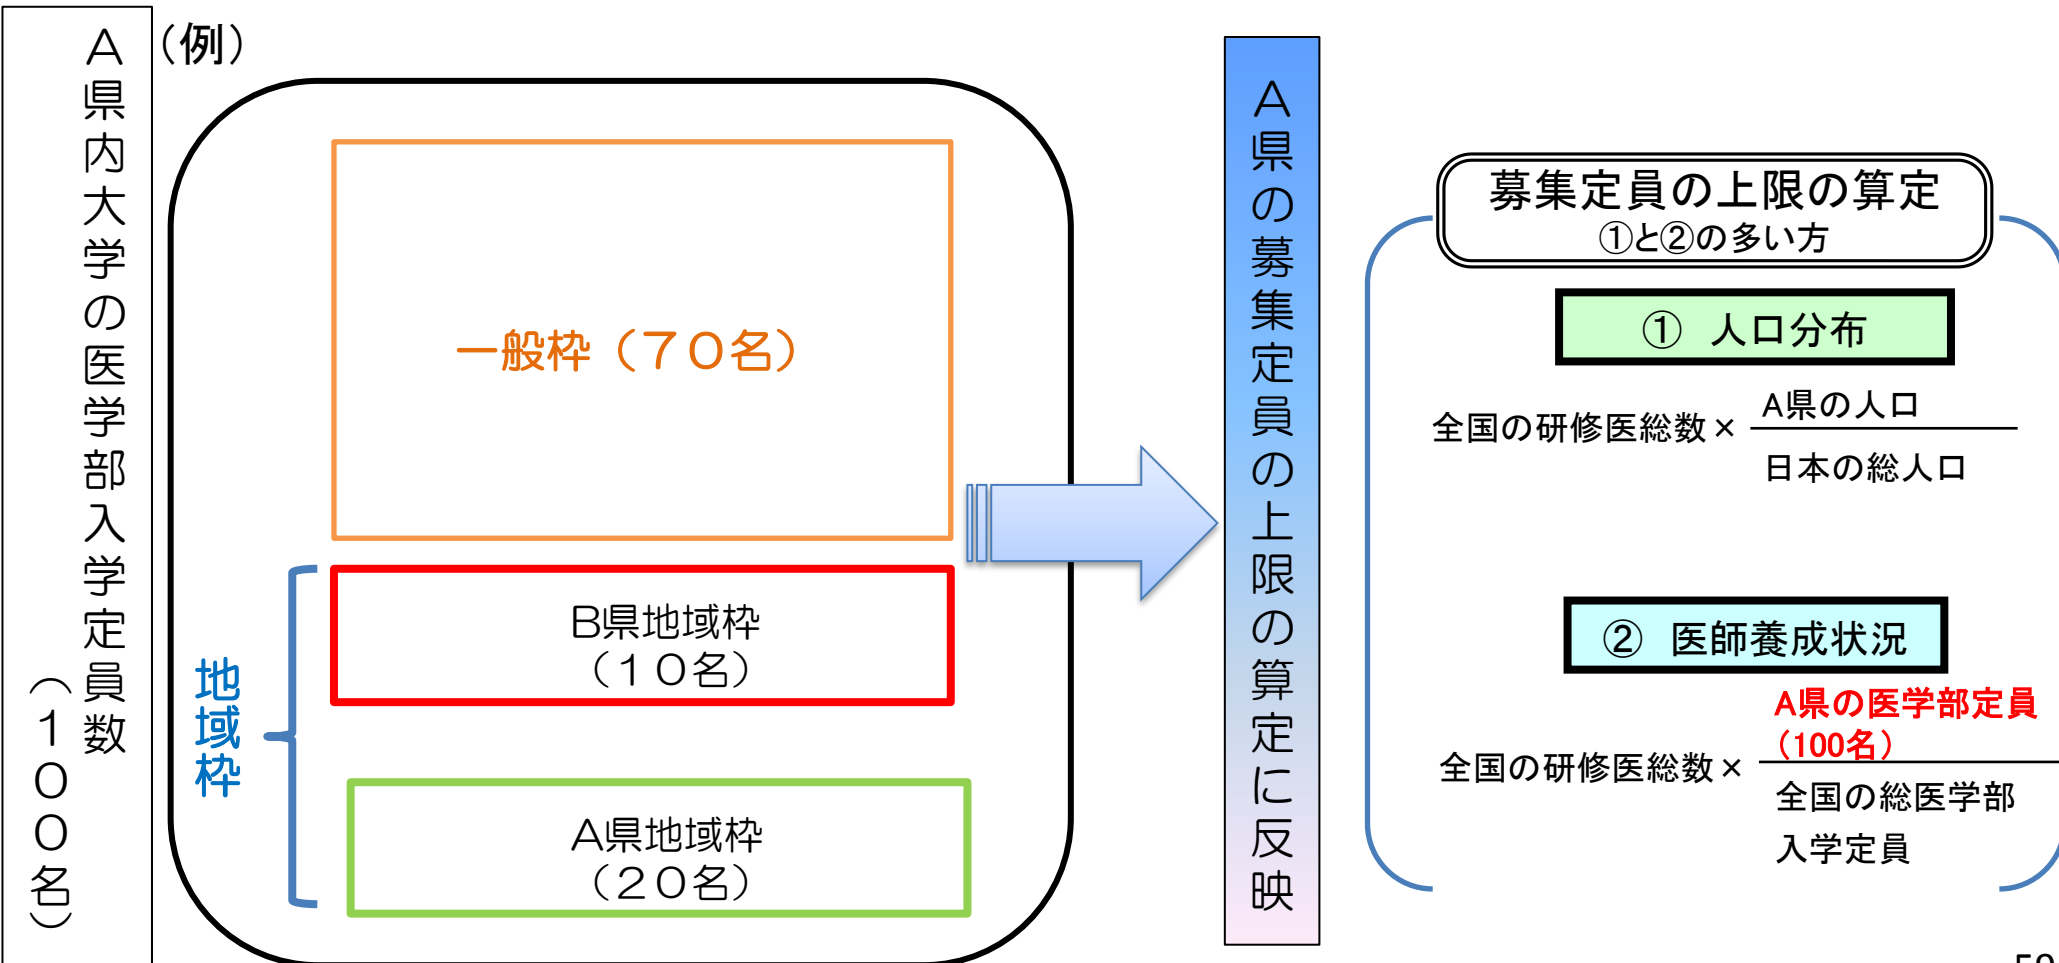 A県内大学の医学部入学定員数
（１００名）
（例）
一般枠（７０名）
地域枠
B県地域枠
（１０名）
A県地域枠
（２０名）
A県の募集定員の上限の算定に反映
募集定員の上限の算定
①と②の多い方
① 人口分布
全国の研修医総数×
A県の人口
日本の総人口
② 医師養成状況
全国の研修医総数×
A県の医学部定員
（100名）
全国の総医学部
入学定員